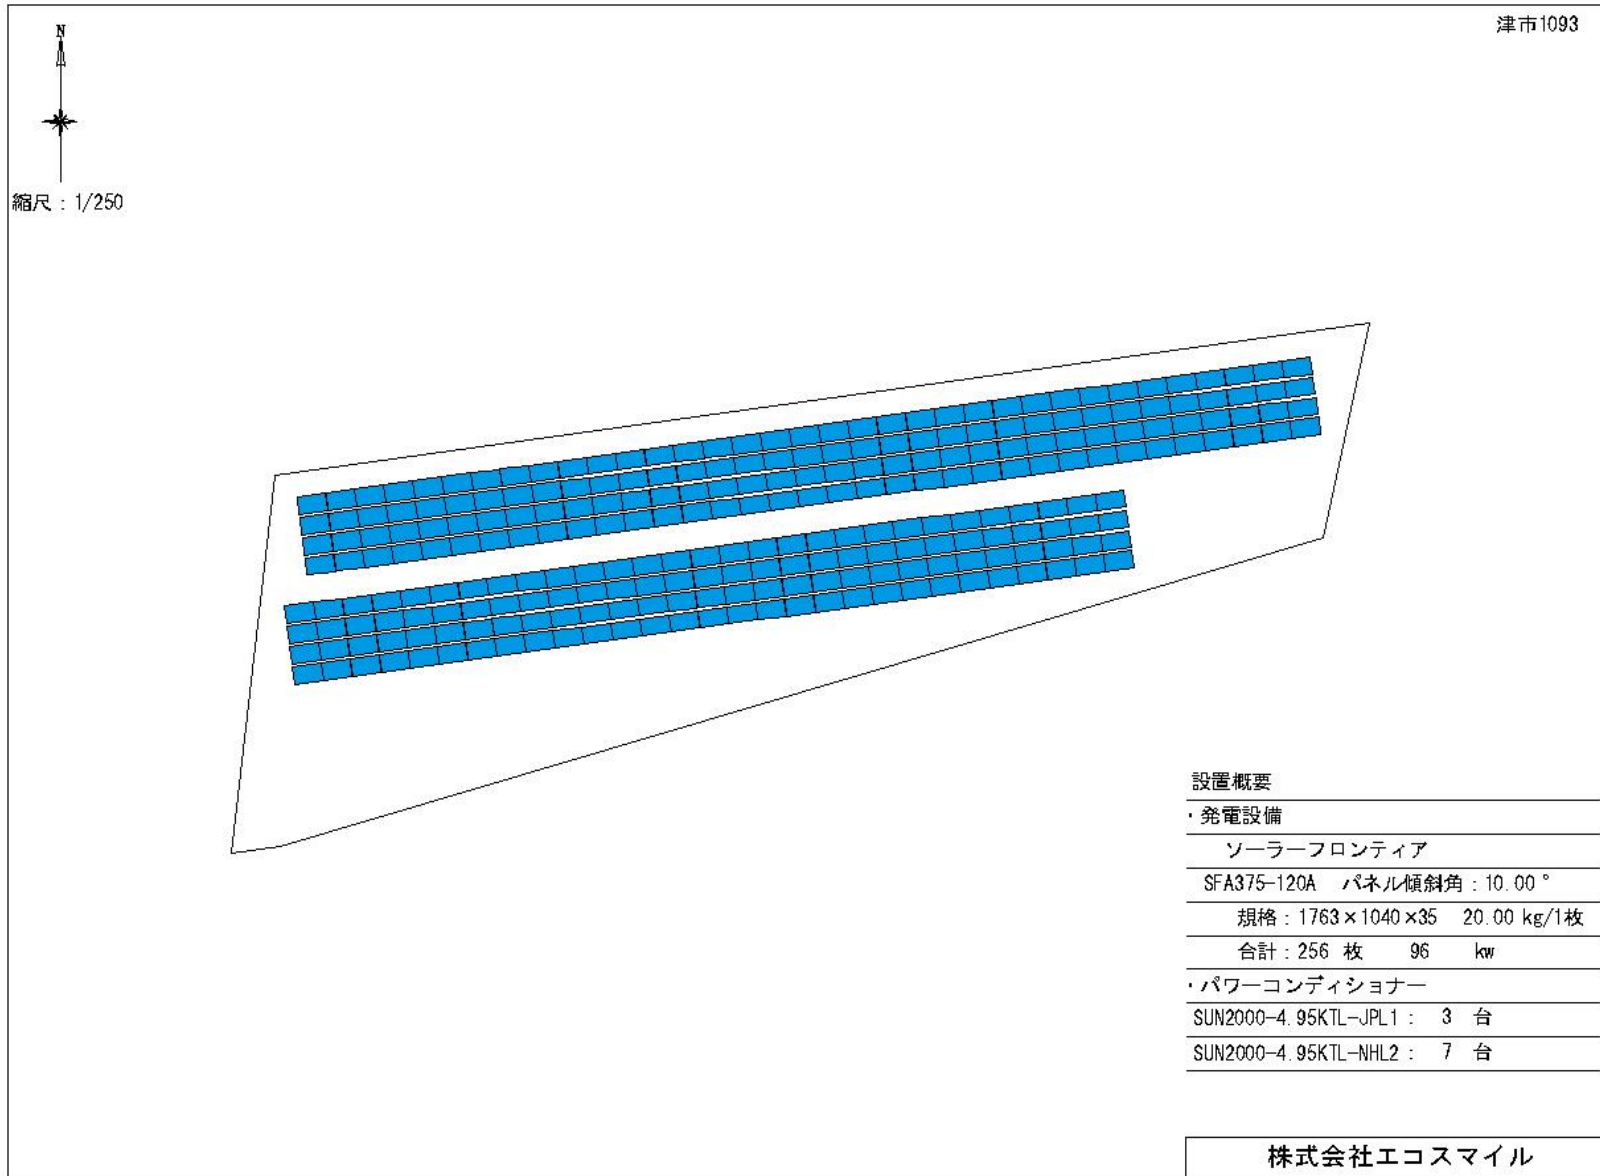 津市1093
N
縮尺：1/250
設置概要
・発電設備
ソーラーフロンティア
SFA375-120A パネル傾斜角：10.00°
規格：1763×1040×35 20.00 kg/1枚
合計：256 枚 96 kw
・パワーコンディショナー
SUN2000-4.95KTL-JPL1： 3 台
SUN2000-4.95KTL-NHL2： 7 台
株式会社エコスマイル